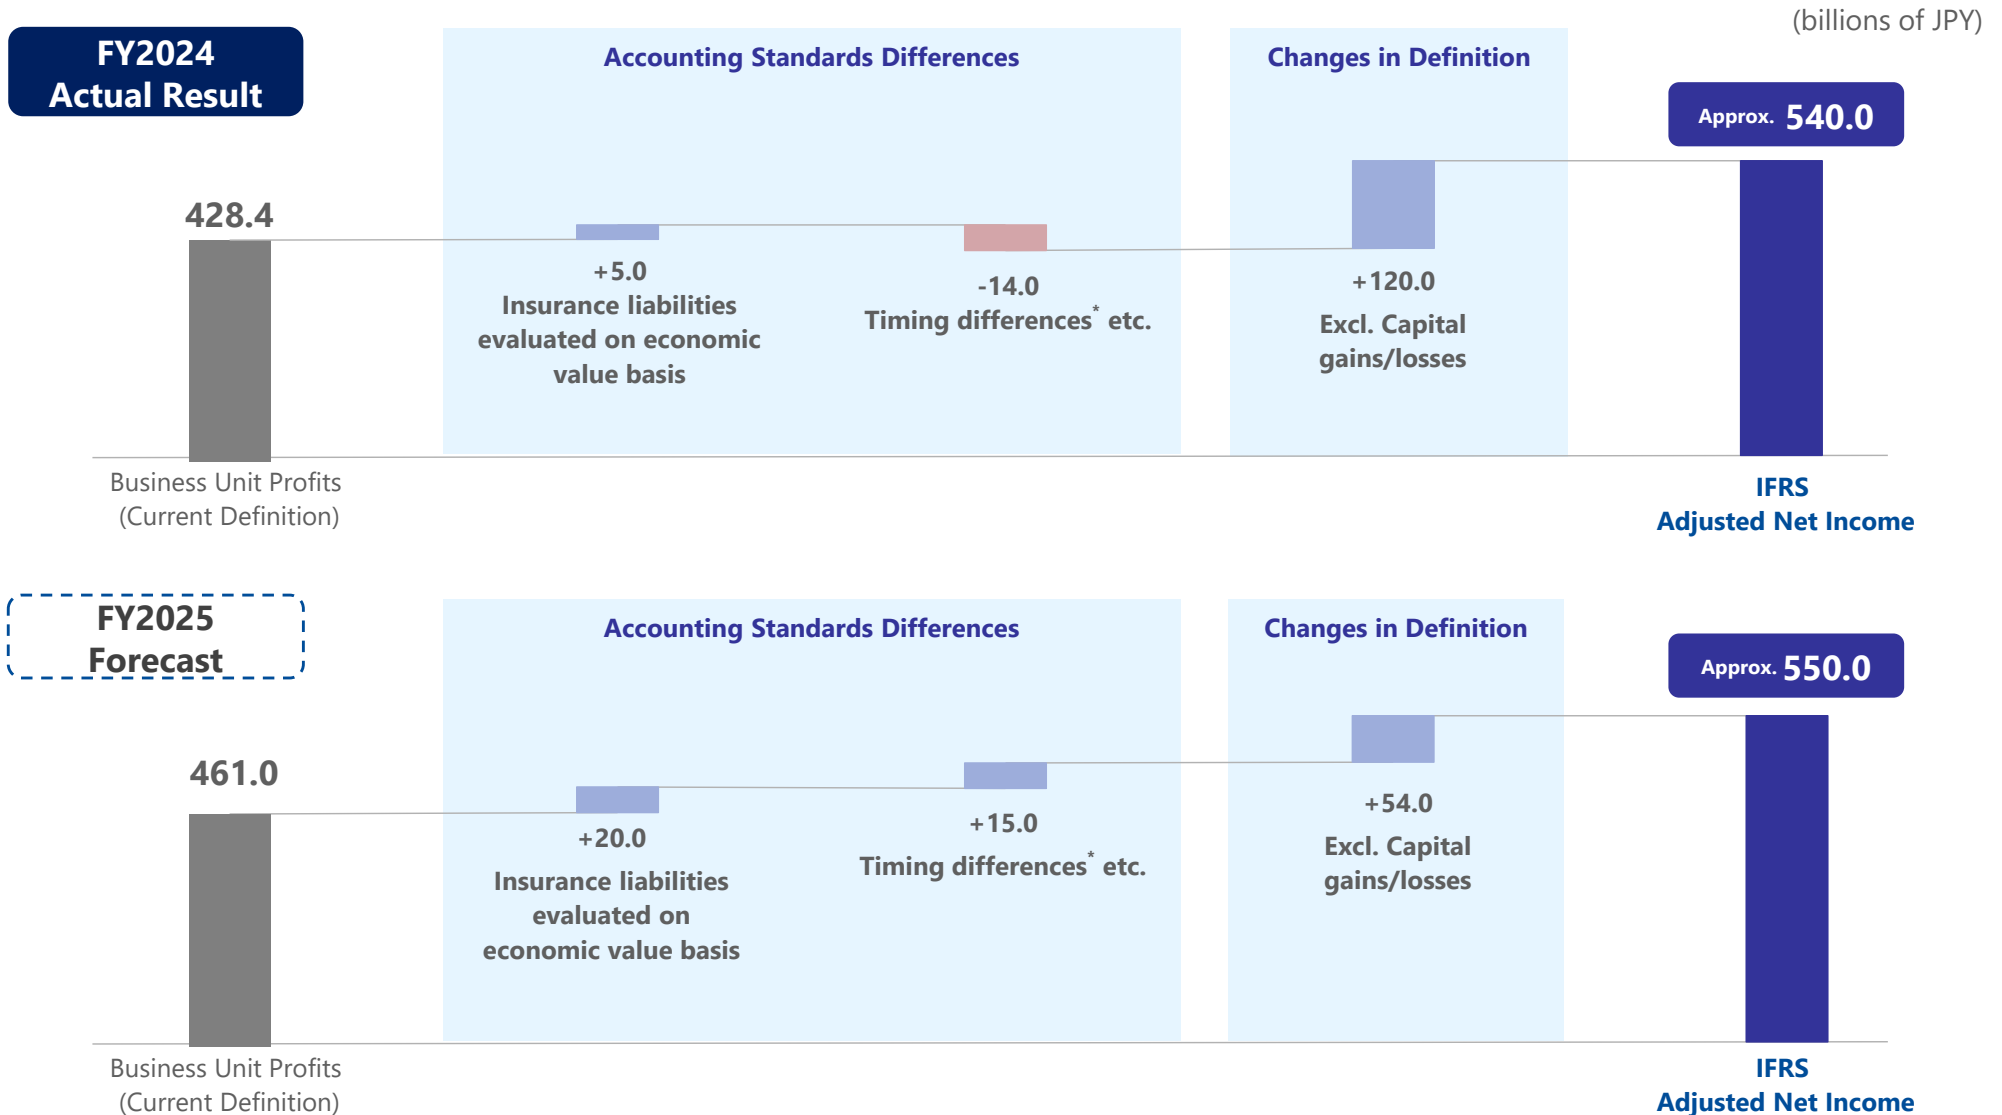 (billions of JPY)
FY2024
Actual Result
Accounting Standards Differences
Changes in Definition
Approx. 540.0
428.4
+5.0
Insurance liabilities
evaluated on economic
value basis
-14.0
Timing differences* etc.
+120.0
Excl. Capital
gains/losses
Business Unit Profits
(Current Definition)
IFRS
Adjusted Net Income
FY2025
Forecast
Accounting Standards Differences
Changes in Definition
Approx. 550.0
461.0
+20.0
Insurance liabilities
evaluated on
economic value basis
+15.0
Timing differences* etc.
+54.0
Excl. Capital
gains/losses
Business Unit Profits
(Current Definition)
IFRS
Adjusted Net Income